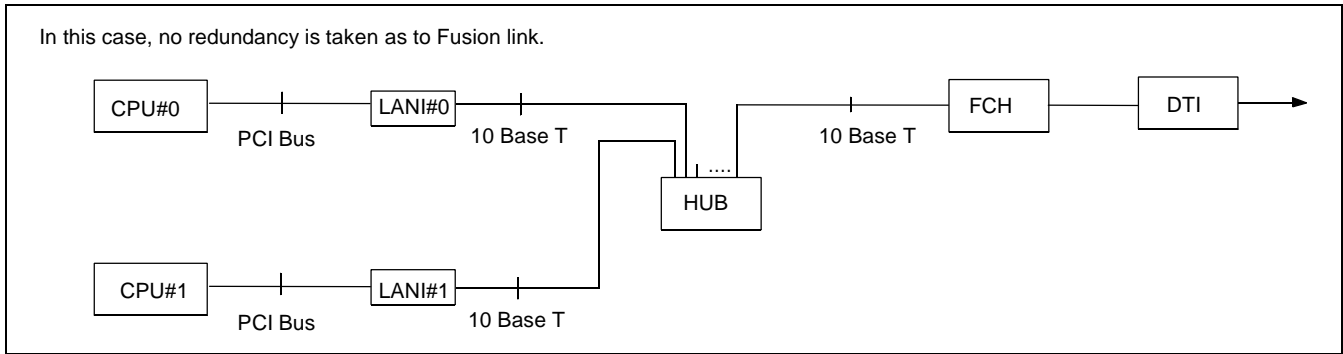 In this case, no redundancy is taken as to Fusion link.
CPU#0
PCI Bus
LANI#0
10 Base T
10 Base T
FCH
DTI
....
HUB
CPU#1
PCI Bus
LANI#1
10 Base T